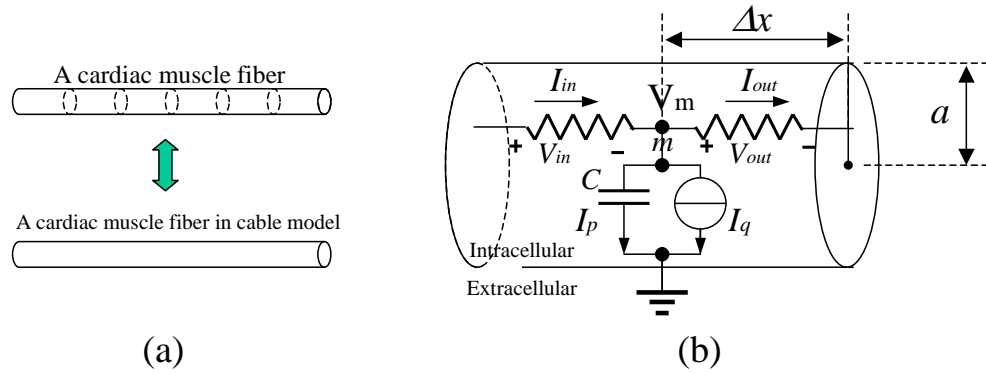 A cardiac muscle fiber
A cardiac muscle fiber in cable model
(a)
Δx
I_in
V_m
I_out
a
+
V_in
-
m
+
V_out
-
C
I_p
I_q
Intracellular
Extracellular
(b)